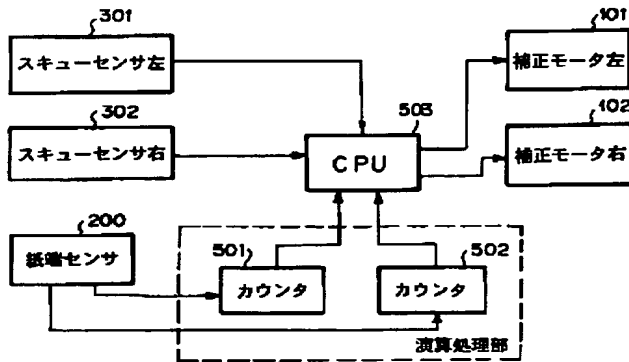 301
スキューセンサ左
101
補正モータ左
302
スキューセンサ右
503
CPU
102
補正モータ右
200
紙端センサ
501
カウンタ
502
カウンタ
演算処理部